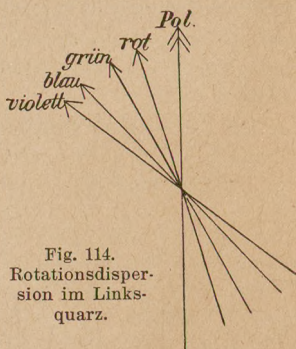 Pol.
rot
grün
blau
violett
Fig. 114.
Rotationsdisper-
sion im Links-
quarz.